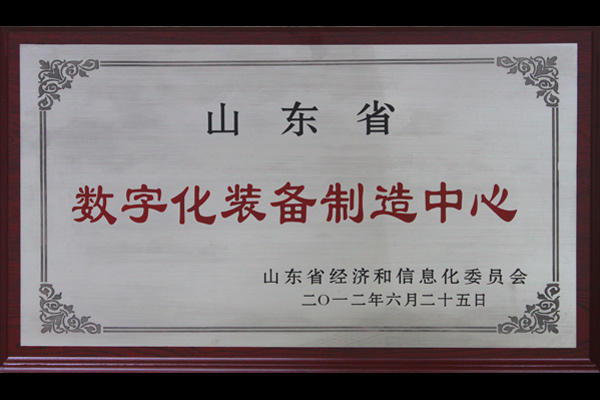 山东省
数字化装备制造中心
山东省经济和信息化委员会
二〇一二年六月二十五日